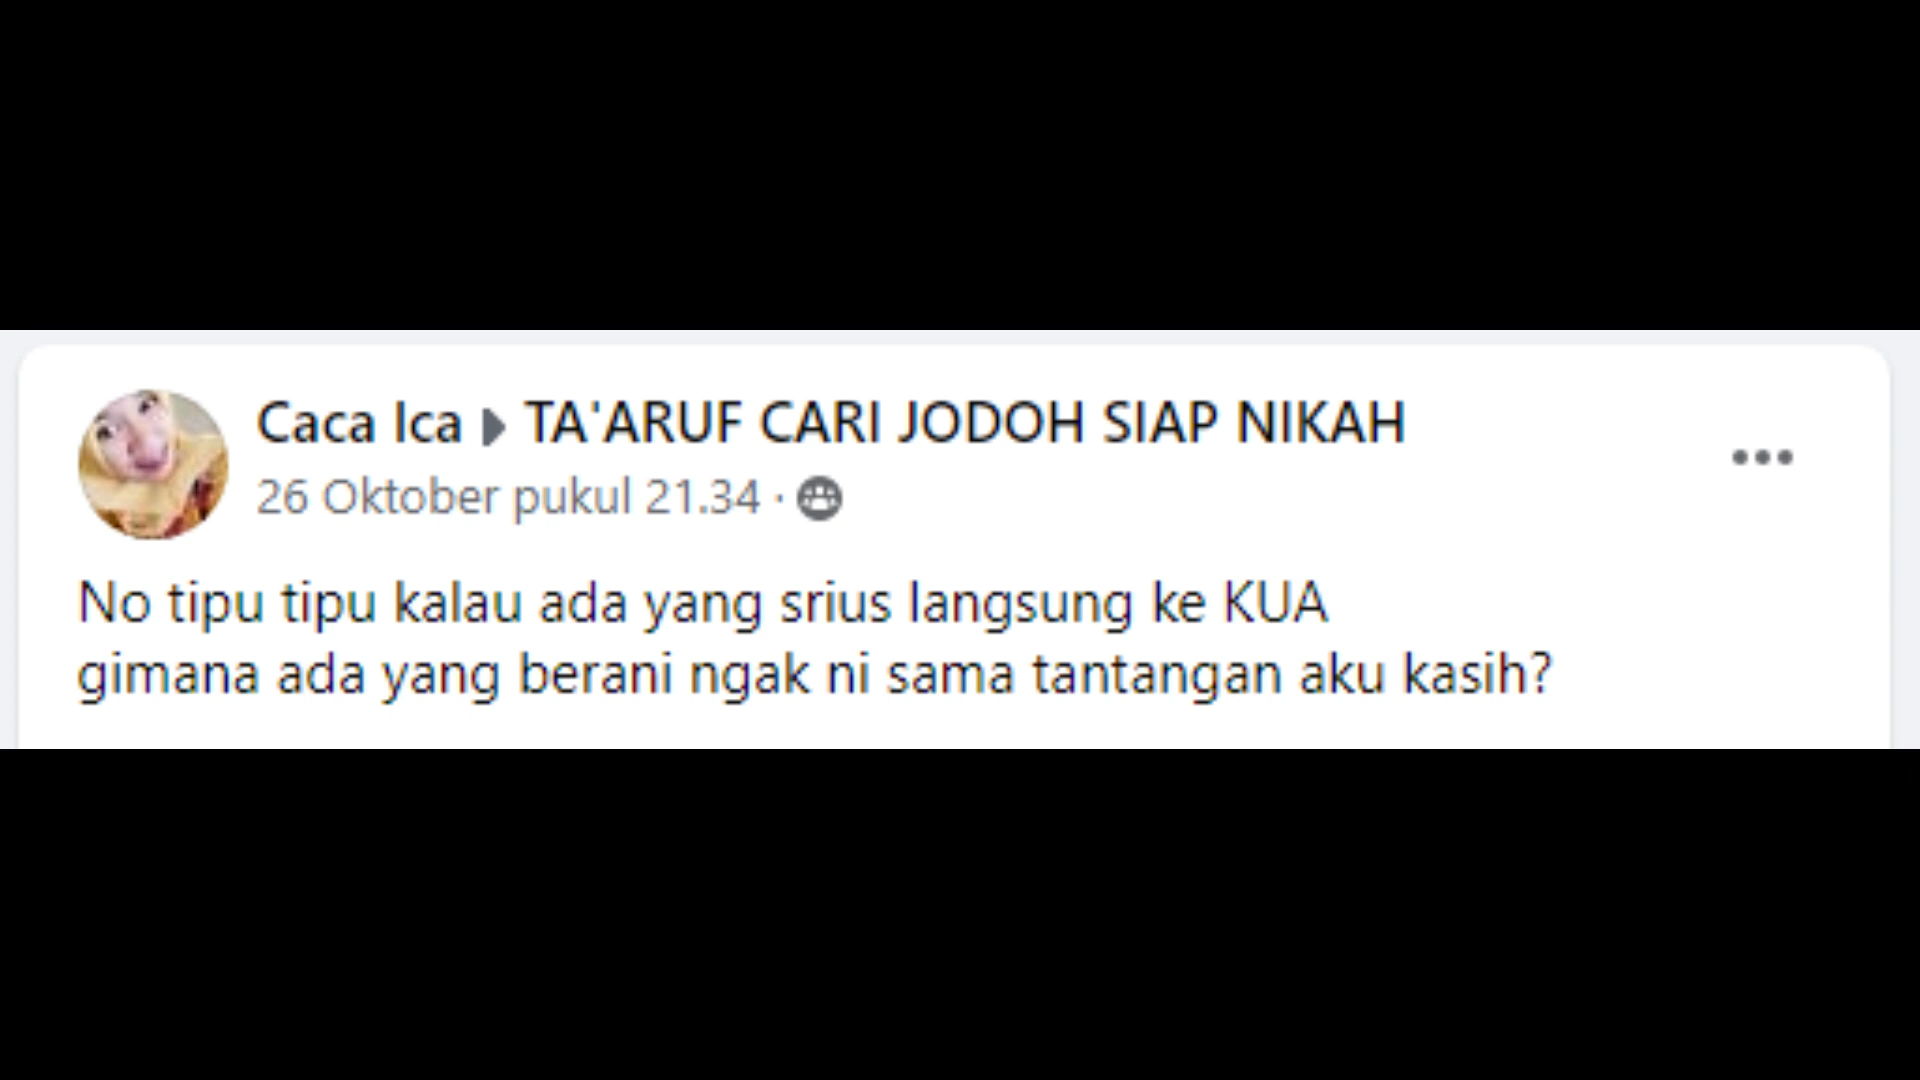 Caca Ica ▸ TA'ARUF CARI JODOH SIAP NIKAH
26 Oktober pukul 21.34 ·
No tipu tipu kalau ada yang srius langsung ke KUA
gimana ada yang berani ngak ni sama tantangan aku kasih?